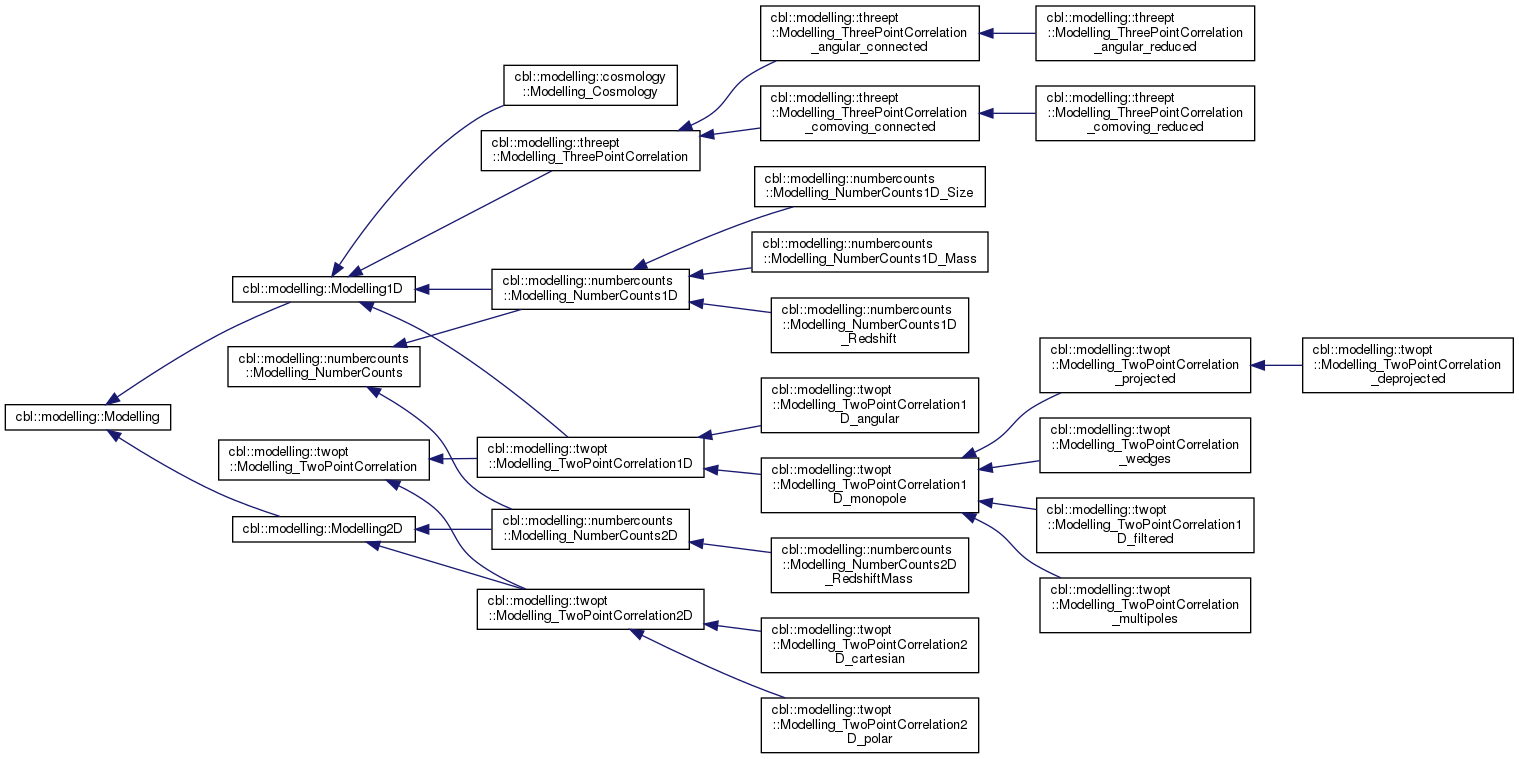 cbl::modelling::threept
::Modelling_ThreePointCorrelation
_angular_connected
cbl::modelling::threept
::Modelling_ThreePointCorrelation
_angular_reduced
cbl::modelling::cosmology
::Modelling_Cosmology
cbl::modelling::threept
::Modelling_ThreePointCorrelation
_comoving_connected
cbl::modelling::threept
::Modelling_ThreePointCorrelation
_comoving_reduced
cbl::modelling::threept
::Modelling_ThreePointCorrelation
cbl::modelling::numbercounts
::Modelling_NumberCounts1D_Size
cbl::modelling::numbercounts
::Modelling_NumberCounts1D_Mass
cbl::modelling::Modelling1D
cbl::modelling::numbercounts
::Modelling_NumberCounts1D
cbl::modelling::numbercounts
::Modelling_NumberCounts1D
_Redshift
cbl::modelling::numbercounts
::Modelling_NumberCounts
cbl::modelling::twopt
::Modelling_TwoPointCorrelation
_projected
cbl::modelling::twopt
::Modelling_TwoPointCorrelation
_deprojected
cbl::modelling::Modelling
cbl::modelling::twopt
::Modelling_TwoPointCorrelation1
D_angular
cbl::modelling::twopt
::Modelling_TwoPointCorrelation
_wedges
cbl::modelling::twopt
::Modelling_TwoPointCorrelation
cbl::modelling::twopt
::Modelling_TwoPointCorrelation1D
cbl::modelling::twopt
::Modelling_TwoPointCorrelation1
D_monopole
cbl::modelling::twopt
::Modelling_TwoPointCorrelation1
D_filtered
cbl::modelling::Modelling2D
cbl::modelling::numbercounts
::Modelling_NumberCounts2D
cbl::modelling::numbercounts
::Modelling_NumberCounts2D
_RedshiftMass
cbl::modelling::twopt
::Modelling_TwoPointCorrelation
_multipoles
cbl::modelling::twopt
::Modelling_TwoPointCorrelation2D
cbl::modelling::twopt
::Modelling_TwoPointCorrelation2
D_cartesian
cbl::modelling::twopt
::Modelling_TwoPointCorrelation2
D_polar